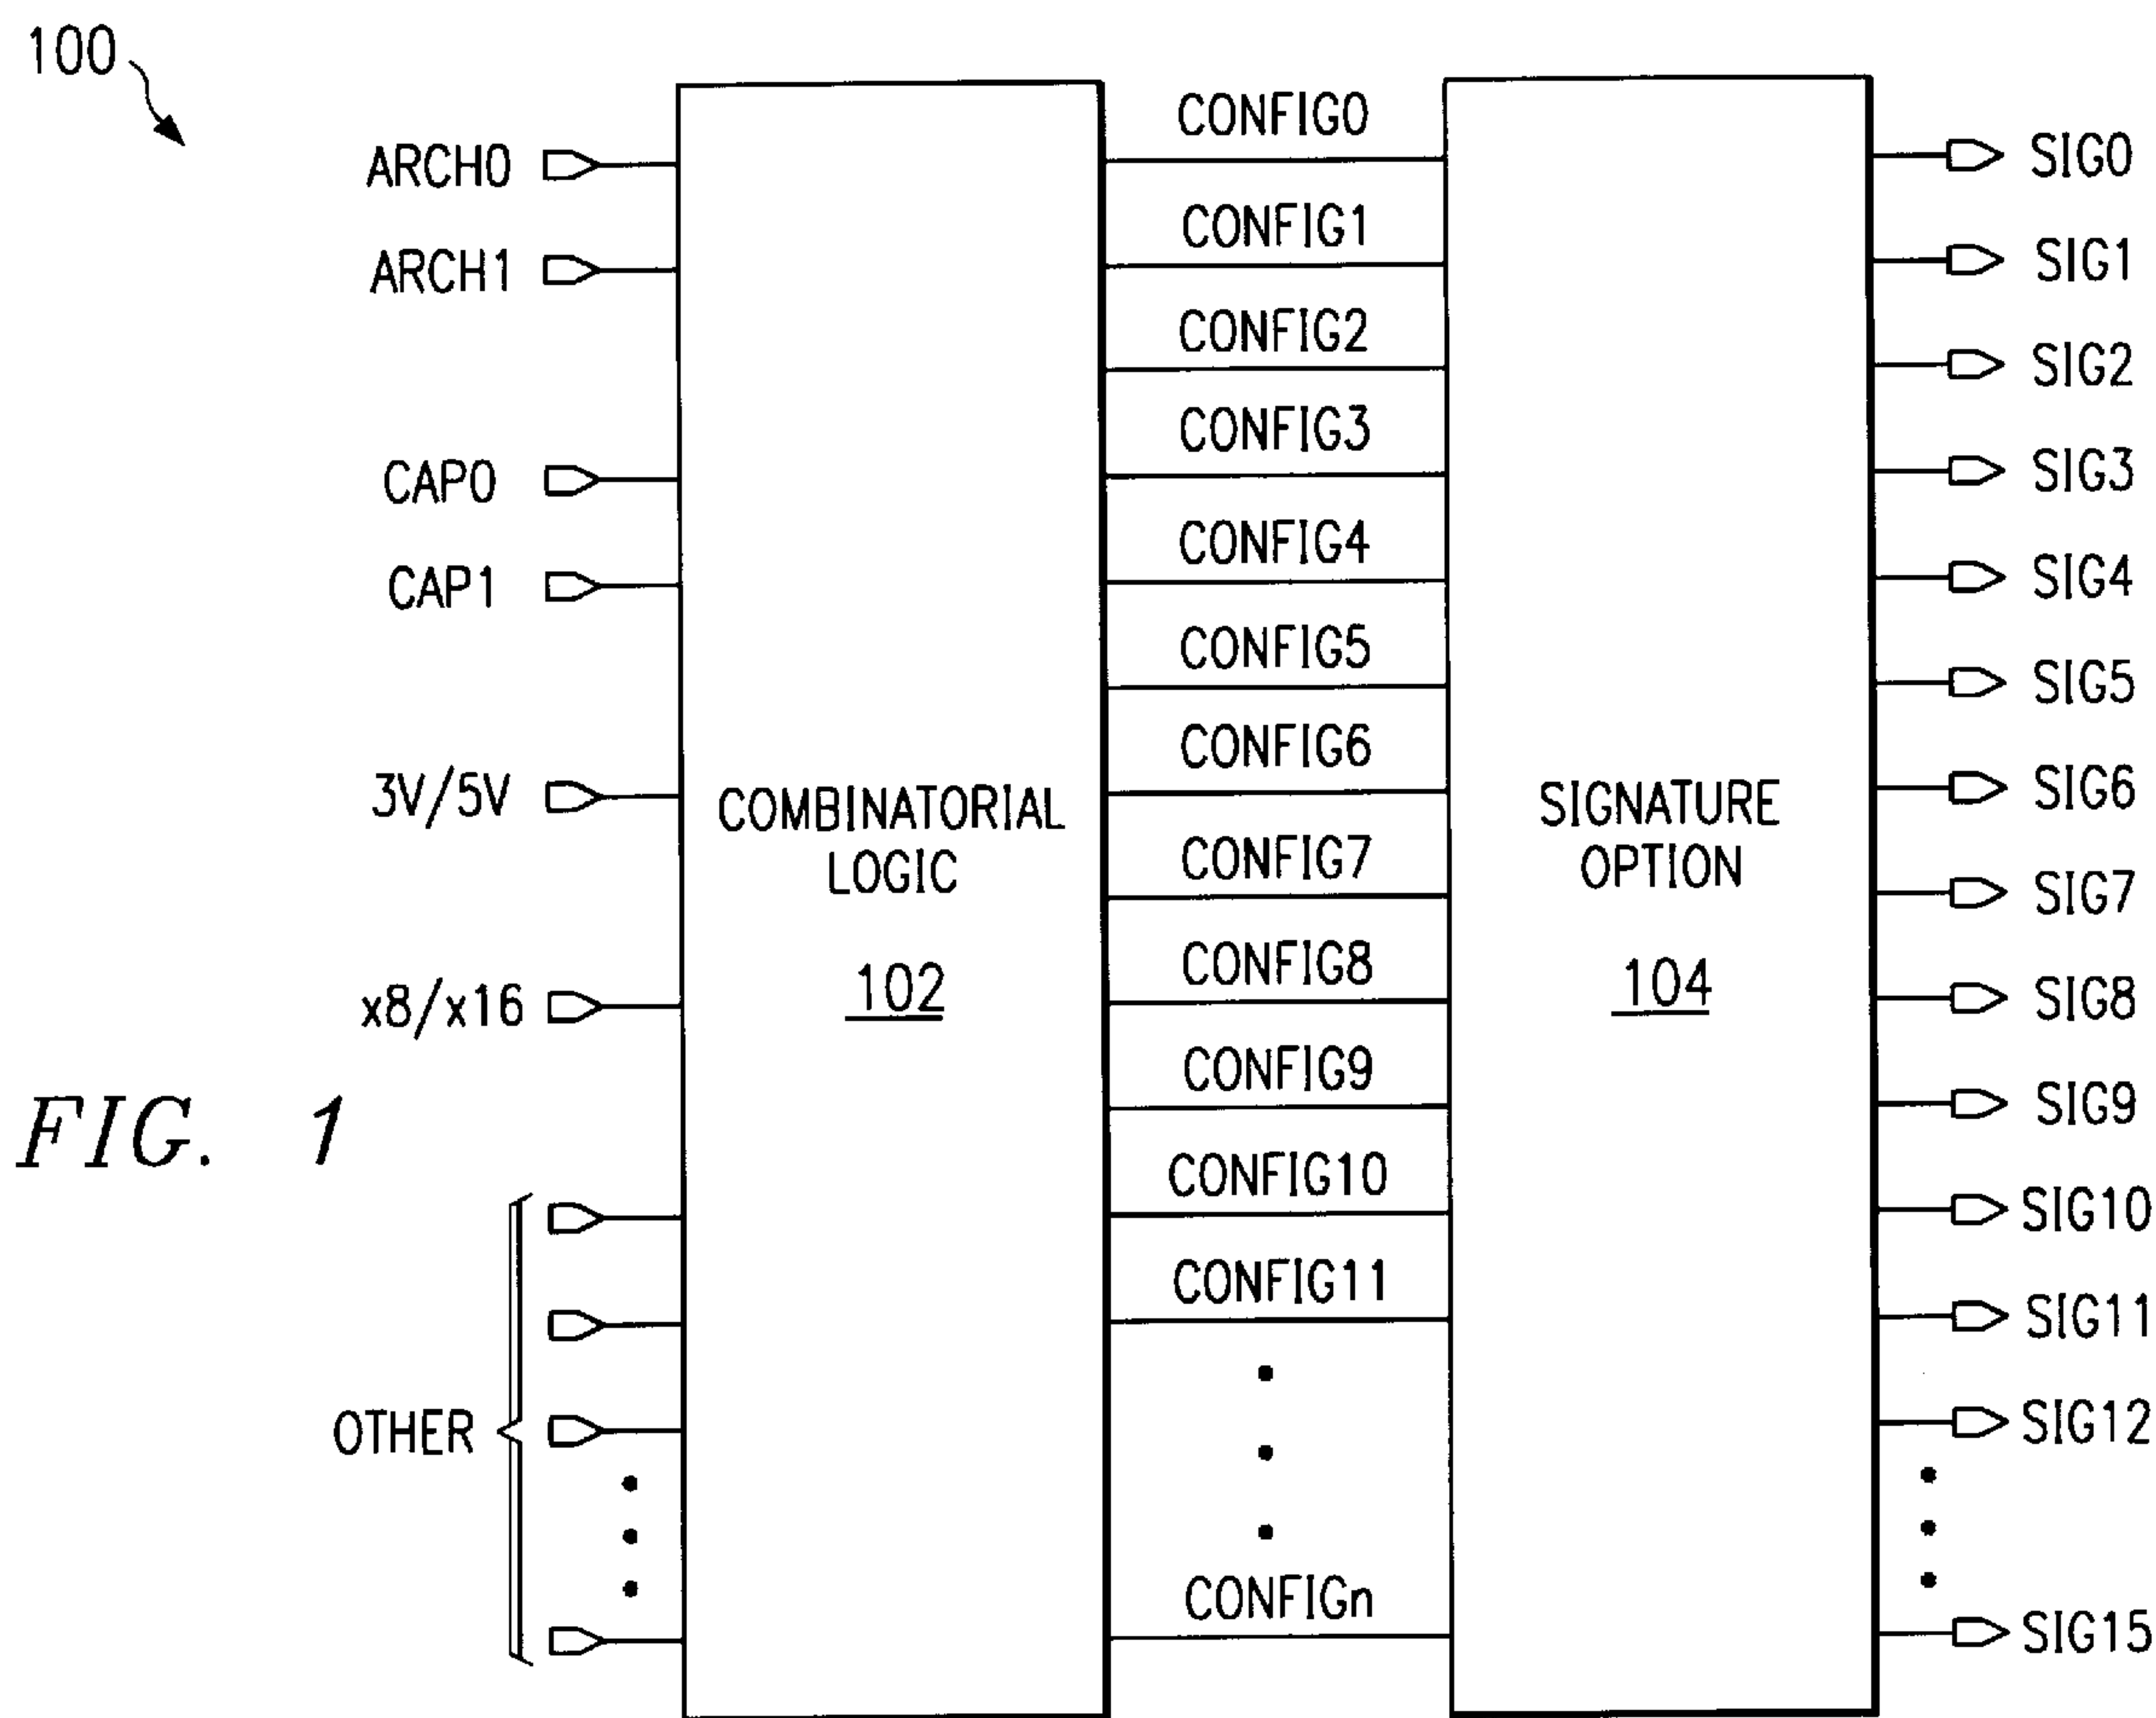 100
ARCH0
ARCH1
CAP0
CAP1
3V/5V
x8/x16
OTHER
COMBINATORIAL
LOGIC
102
CONFIG0
CONFIG1
CONFIG2
CONFIG3
CONFIG4
CONFIG5
CONFIG6
CONFIG7
CONFIG8
CONFIG9
CONFIG10
CONFIG11
CONFIGn
SIGNATURE
OPTION
104
SIG0
SIG1
SIG2
SIG3
SIG4
SIG5
SIG6
SIG7
SIG8
SIG9
SIG10
SIG11
SIG12
SIG15
FIG. 1